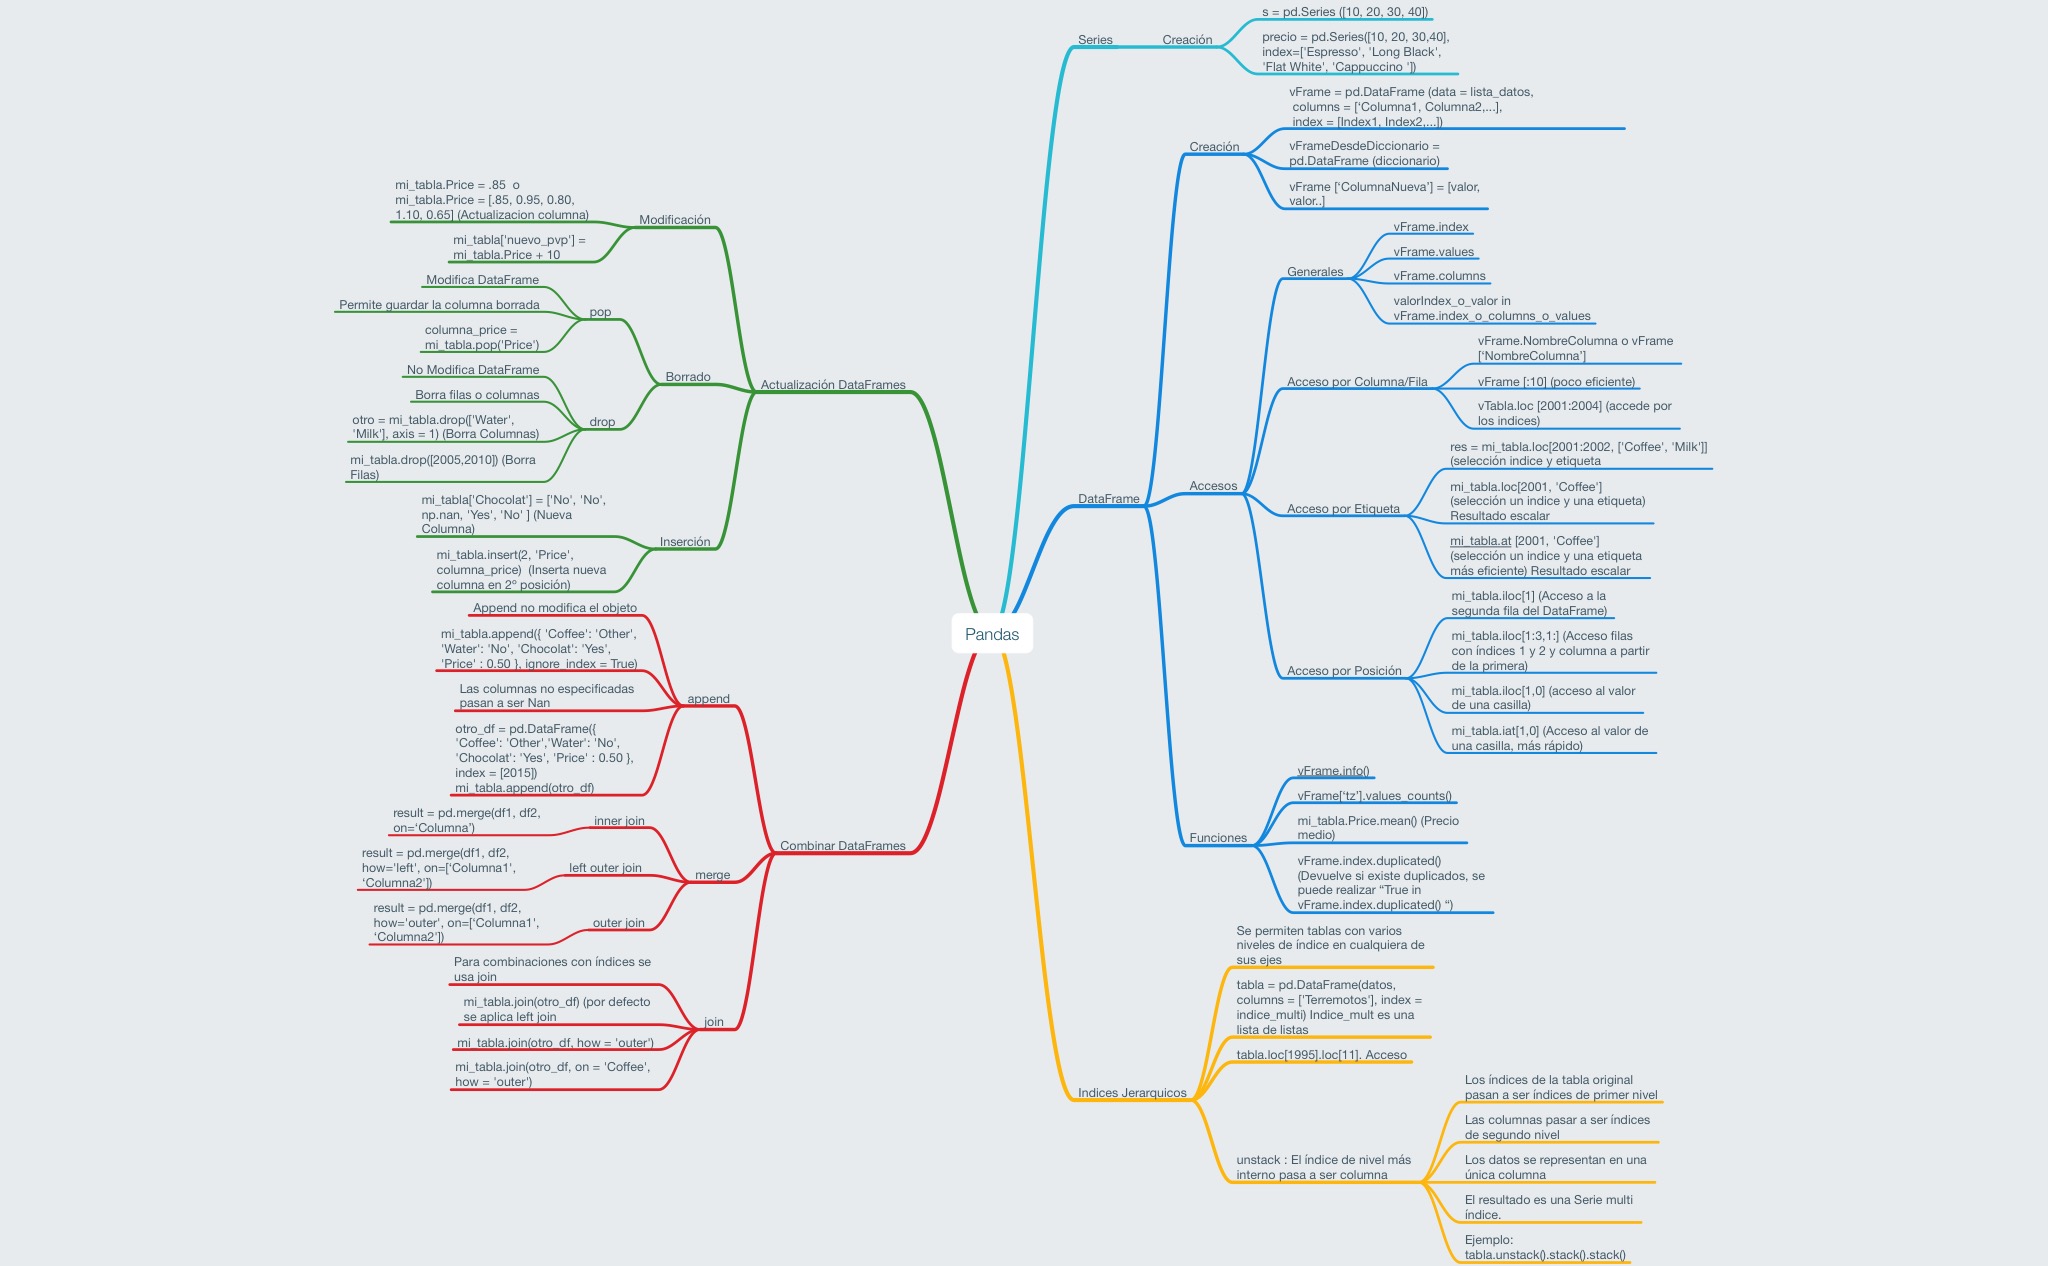 Pandas
Series
Creación
s = pd.Series ([10, 20, 30, 40])
precio = pd.Series([10, 20, 30,40],
index=['Espresso', 'Long Black',
'Flat White', 'Cappuccino '])
DataFrame
Creación
vFrame = pd.DataFrame (data = lista_datos,
columns = [‘Columna1, Columna2,...],
index = [Index1, Index2,...])
vFrameDesdeDiccionario =
pd.DataFrame (diccionario)
vFrame [‘ColumnaNueva’] = [valor,
valor..]
Accesos
Generales
vFrame.index
vFrame.values
vFrame.columns
valorIndex_o_valor in
vFrame.index_o_columns_o_values
Acceso por Columna/Fila
vFrame.NombreColumna o vFrame
[‘NombreColumna’]
vFrame [:10] (poco eficiente)
vTabla.loc [2001:2004] (accede por
los indices)
Acceso por Etiqueta
res = mi_tabla.loc[2001:2002, ['Coffee', 'Milk']]
(selección indice y etiqueta
mi_tabla.loc[2001, 'Coffee']
(selección un indice y una etiqueta)
Resultado escalar
mi_tabla.at [2001, 'Coffee']
(selección un indice y una etiqueta
más eficiente) Resultado escalar
Acceso por Posición
mi_tabla.iloc[1] (Acceso a la
segunda fila del DataFrame)
mi_tabla.iloc[1:3,1:] (Acceso filas
con índices 1 y 2 y columna a partir
de la primera)
mi_tabla.iloc[1,0] (acceso al valor
de una casilla)
mi_tabla.iat[1,0] (Acceso al valor de
una casilla, más rápido)
Funciones
vFrame.info()
vFrame[‘tz’].values_counts()
mi_tabla.Price.mean() (Precio
medio)
vFrame.index.duplicated()
(Devuelve si existe duplicados, se
puede realizar “True in
vFrame.index.duplicated() “)
Indices Jerarquicos
Se permiten tablas con varios
niveles de índice en cualquiera de
sus ejes
tabla = pd.DataFrame(datos,
columns = ['Terremotos'], index =
indice_multi) Indice_mult es una
lista de listas
tabla.loc[1995].loc[11]. Acceso
unstack : El índice de nivel más
interno pasa a ser columna
Los índices de la tabla original
pasan a ser índices de primer nivel
Las columnas pasar a ser índices
de segundo nivel
Los datos se representan en una
única columna
El resultado es una Serie multi
índice.
Ejemplo:
tabla.unstack().stack().stack()
Actualización DataFrames
Modificación
mi_tabla.Price = .85  o
mi_tabla.Price = [.85, 0.95, 0.80,
1.10, 0.65] (Actualizacion columna)
mi_tabla['nuevo_pvp'] =
mi_tabla.Price + 10
Borrado
pop
Modifica DataFrame
Permite guardar la columna borrada
columna_price =
mi_tabla.pop('Price')
drop
No Modifica DataFrame
Borra filas o columnas
otro = mi_tabla.drop(['Water',
'Milk'], axis = 1) (Borra Columnas)
mi_tabla.drop([2005,2010]) (Borra
Filas)
Inserción
mi_tabla['Chocolat'] = ['No', 'No',
np.nan, 'Yes', 'No' ] (Nueva
Columna)
mi_tabla.insert(2, 'Price',
columna_price)  (Inserta nueva
columna en 2º posición)
Combinar DataFrames
append
Append no modifica el objeto
mi_tabla.append({ 'Coffee': 'Other',
'Water': 'No', 'Chocolat': 'Yes',
'Price' : 0.50 }, ignore_index = True)
Las columnas no especificadas
pasan a ser Nan
otro_df = pd.DataFrame({
'Coffee': 'Other','Water': 'No',
'Chocolat': 'Yes', 'Price' : 0.50 },
index = [2015])
mi_tabla.append(otro_df)
merge
inner join
result = pd.merge(df1, df2,
on=‘Columna’)
left outer join
result = pd.merge(df1, df2,
how='left', on=[‘Columna1',
‘Columna2'])
outer join
result = pd.merge(df1, df2,
how='outer', on=[‘Columna1',
‘Columna2'])
join
Para combinaciones con índices se
usa join
mi_tabla.join(otro_df) (por defecto
se aplica left join
mi_tabla.join(otro_df, how = 'outer')
mi_tabla.join(otro_df, on = 'Coffee',
how = 'outer')